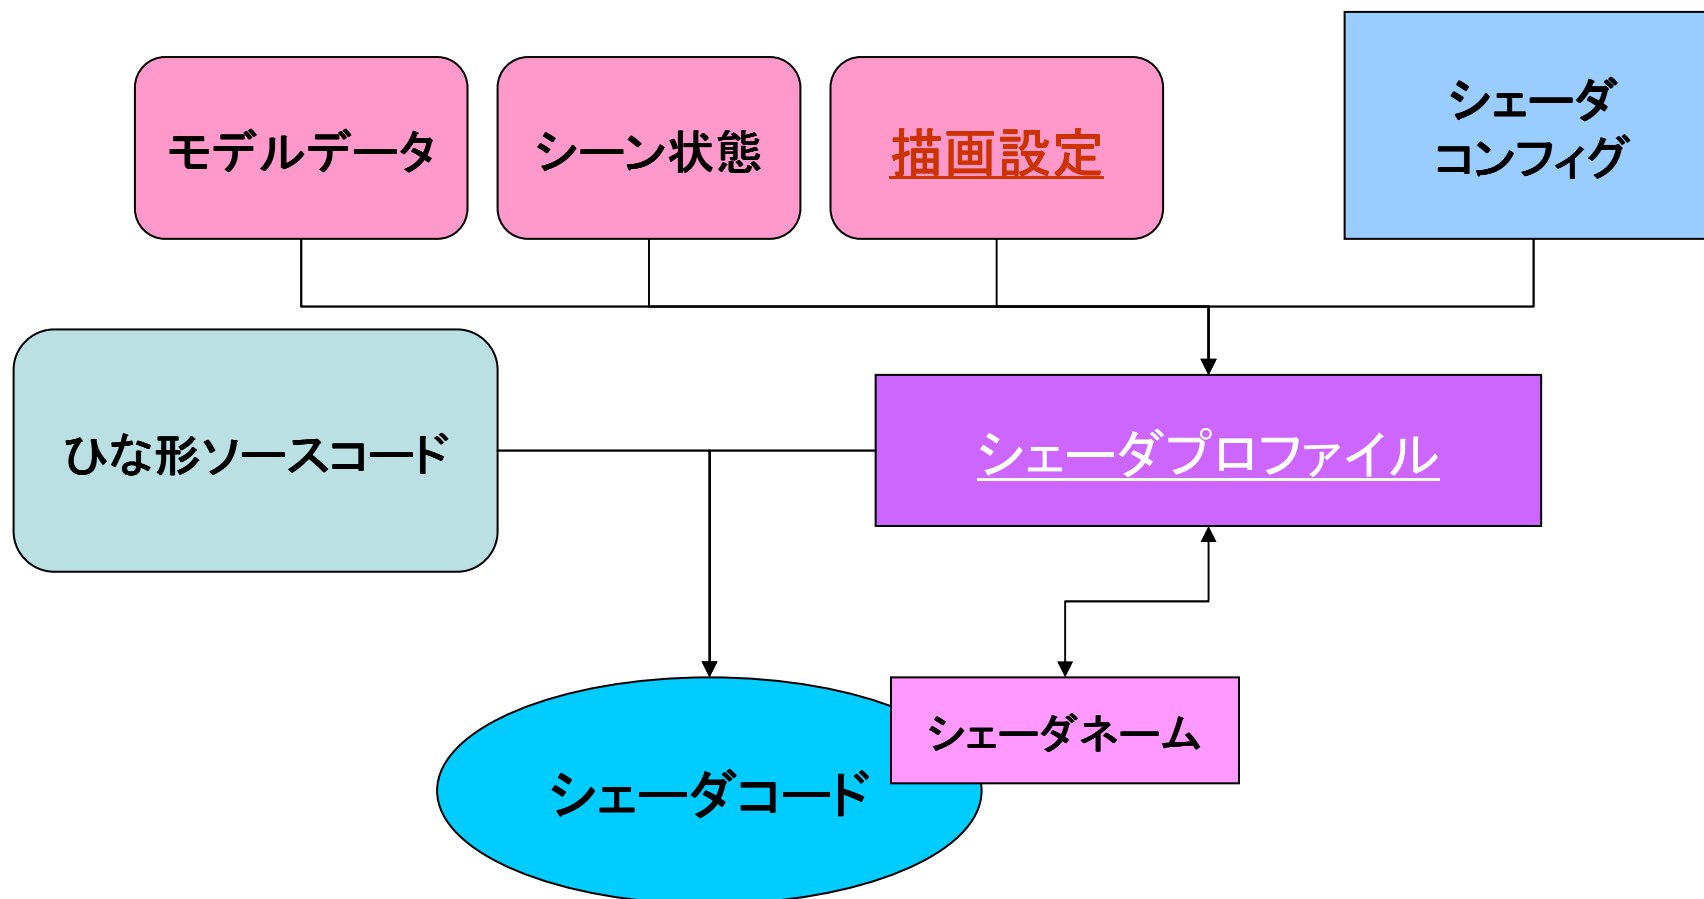 モデルデータ
シーン状態
描画設定
シェーダ
コンフィグ
ひな形ソースコード
シェーダプロファイル
シェーダネーム
シェーダコード